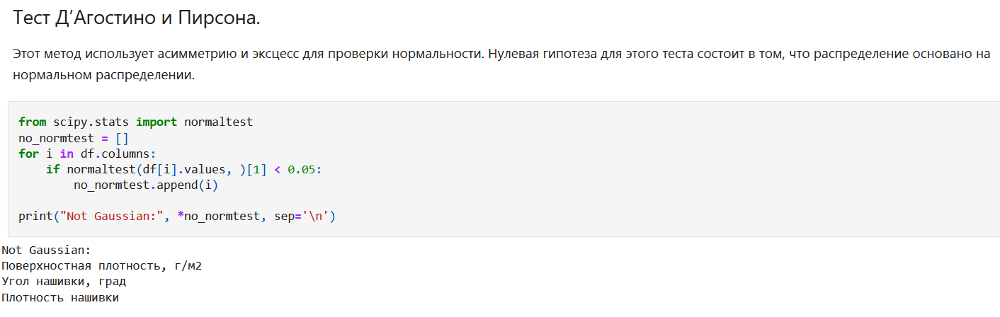 Тест Д’Агостино и Пирсона.
Этот метод использует асимметрию и эксцесс для проверки нормальности. Нулевая гипотеза для этого теста состоит в том, что распределение основано на
нормальном распределении.
from scipy.stats import normaltest
no_normtest = []
for i in df.columns:
    if normaltest(df[i].values, )[1] < 0.05:
        no_normtest.append(i)
print("Not Gaussian:", *no_normtest, sep='\n')
Not Gaussian:
Поверхностная плотность, г/м2
Угол нашивки, град
Плотность нашивки